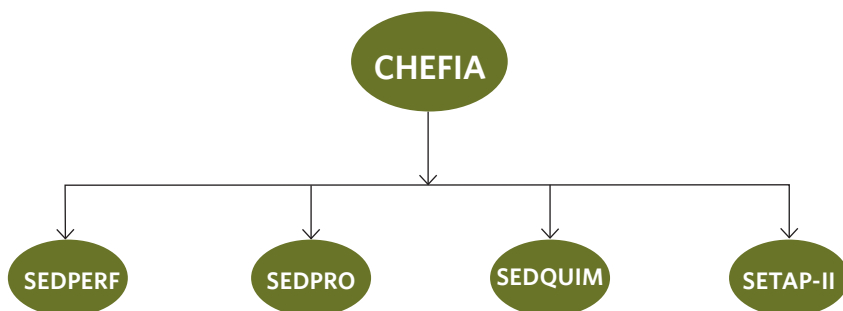 CHEFIA
SEDPERF
SEDPRO
SEDQUIM
SETAP-II